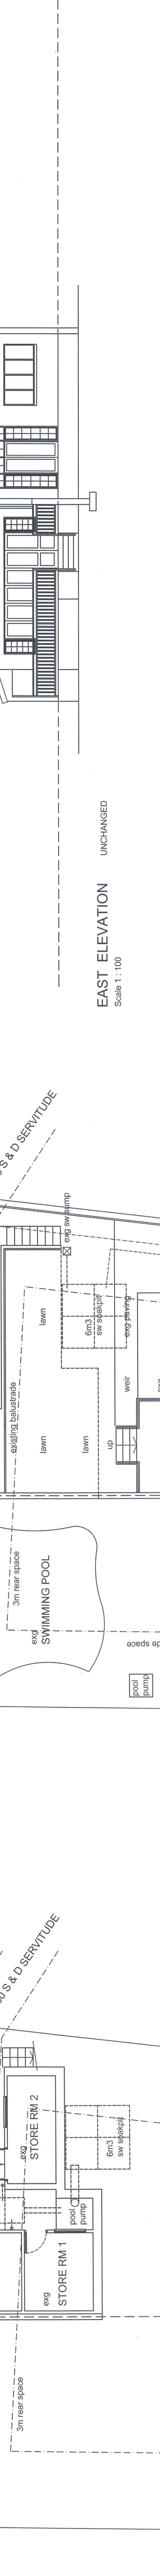 EAST ELEVATION
UNCHANGED
Scale 1 : 100
S & D SERVITUDE
exg sw sump
existing balustrade
lawn
lawn
lawn
6m3
sw soakpit
exg paving
weir
up
3m rear space
exg
SWIMMING POOL
pool
pump
S & D SERVITUDE
exg
STORE RM 2
6m3
sw soakpit
pool
pump
exg
STORE RM 1
3m rear space